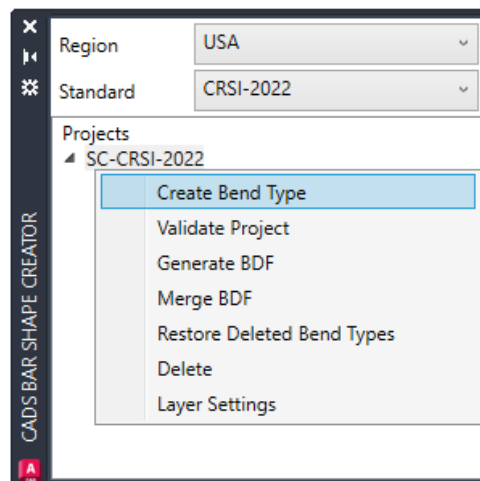 Region USA
Standard CRSI-2022
Projects
SC-CRSI-2022
Create Bend Type
Validate Project
Generate BDF
Merge BDF
Restore Deleted Bend Types
Delete
Layer Settings
CADS BAR SHAPE CREATOR
A